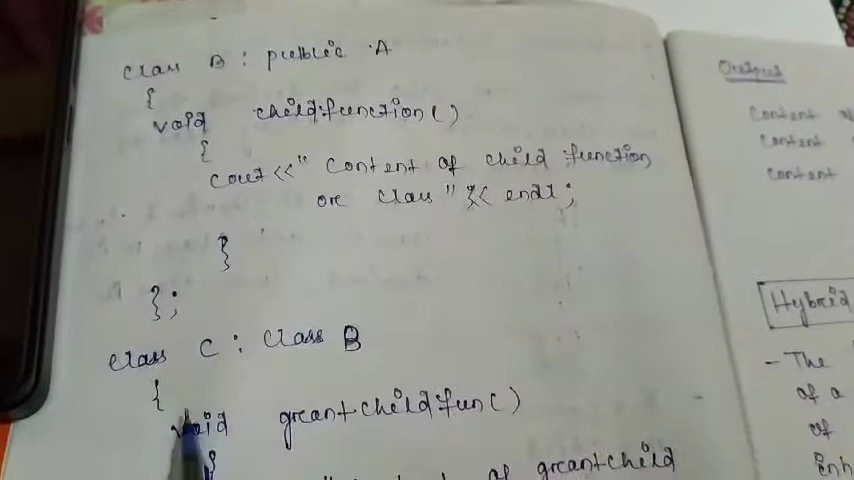 class B : public A
{
void childfunction()
{
cout<<" Content of child function
or class" << endl;
}
};
class C : class B
{
void grantchildfun()
{
of grantchild
Output
Content
Content
Content
Hybrid
- The
of a
of
Enh